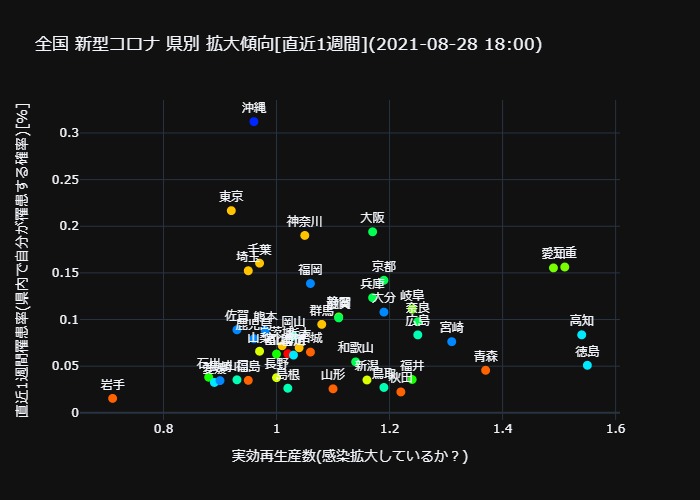 全国 新型コロナ 県別 拡大傾向[直近1週間](2021-08-28 18:00)
直近1週間罹患率(県内で自分が罹患する確率)[%]
0.3
0.25
0.2
0.15
0.1
0.05
0
沖縄
東京
神奈川
大阪
千葉
埼玉
愛知
三重
福岡
京都
兵庫
大分
岐阜
奈良
広島
群馬
佐賀
熊本
鹿児島
岡山
宮崎
高知
徳島
和歌山
青森
石川
長野
島根
山形
新潟
鳥取
福井
秋田
岩手
0.8
1
1.2
1.4
1.6
実効再生産数(感染拡大しているか？)